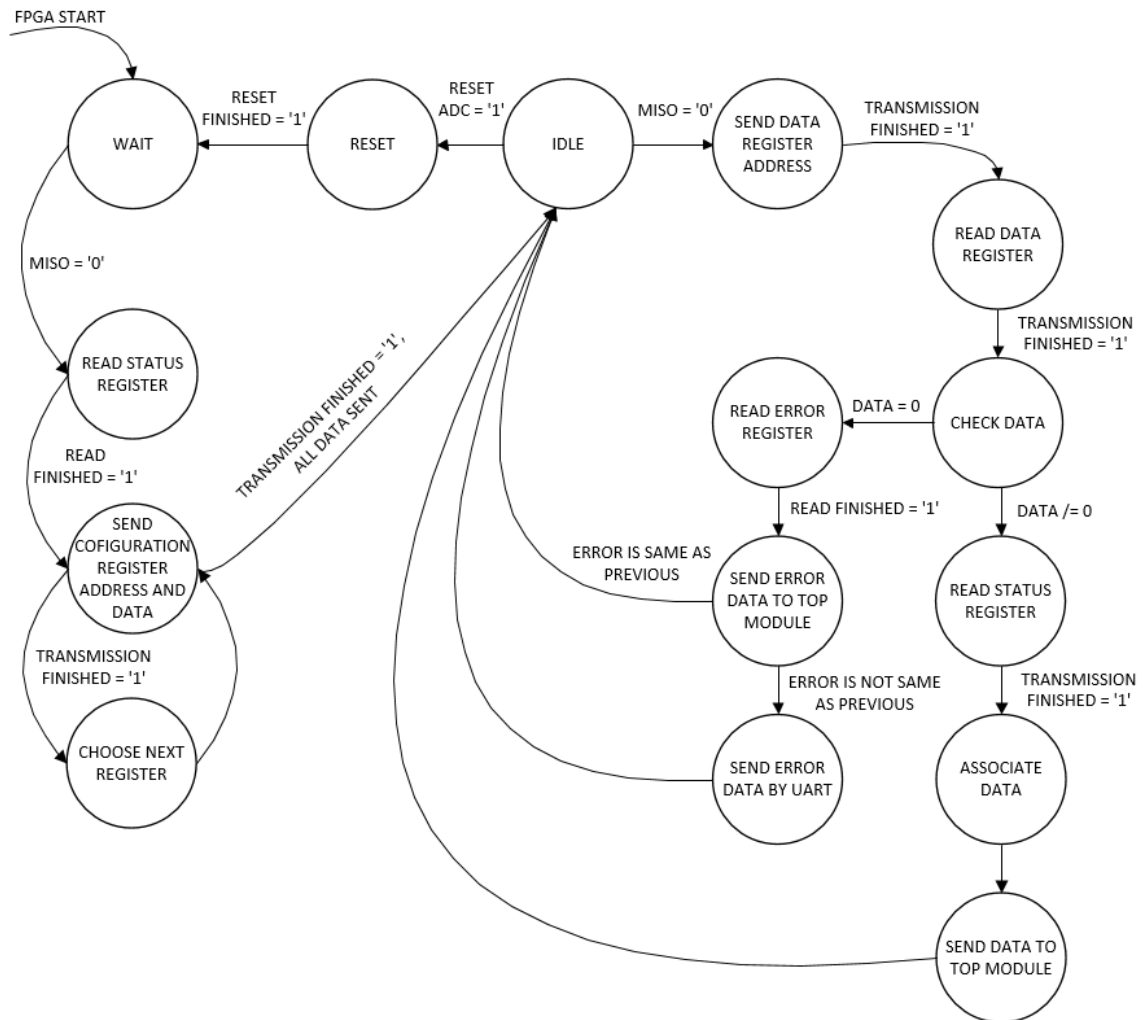 FPGA START
WAIT
RESET
FINISHED = '1'
RESET
RESET
ADC = '1'
IDLE
MISO = '0'
SEND DATA
REGISTER
ADDRESS
TRANSMISSION
FINISHED = '1'
READ DATA
REGISTER
TRANSMISSION
FINISHED = '1'
CHECK DATA
DATA = 0
READ ERROR
REGISTER
READ FINISHED = '1'
SEND ERROR
DATA TO TOP
MODULE
ERROR IS SAME AS
PREVIOUS
ERROR IS NOT SAME
AS PREVIOUS
SEND ERROR
DATA BY UART
DATA /= 0
READ STATUS
REGISTER
TRANSMISSION
FINISHED = '1'
ASSOCIATE
DATA
SEND DATA TO
TOP MODULE
MISO = '0'
READ STATUS
REGISTER
READ
FINISHED = '1'
SEND
COFIGURATION
REGISTER
ADDRESS AND
DATA
TRANSMISSION
FINISHED = '1'
CHOOSE NEXT
REGISTER
TRANSMISSION FINISHED = '1',
ALL DATA SENT